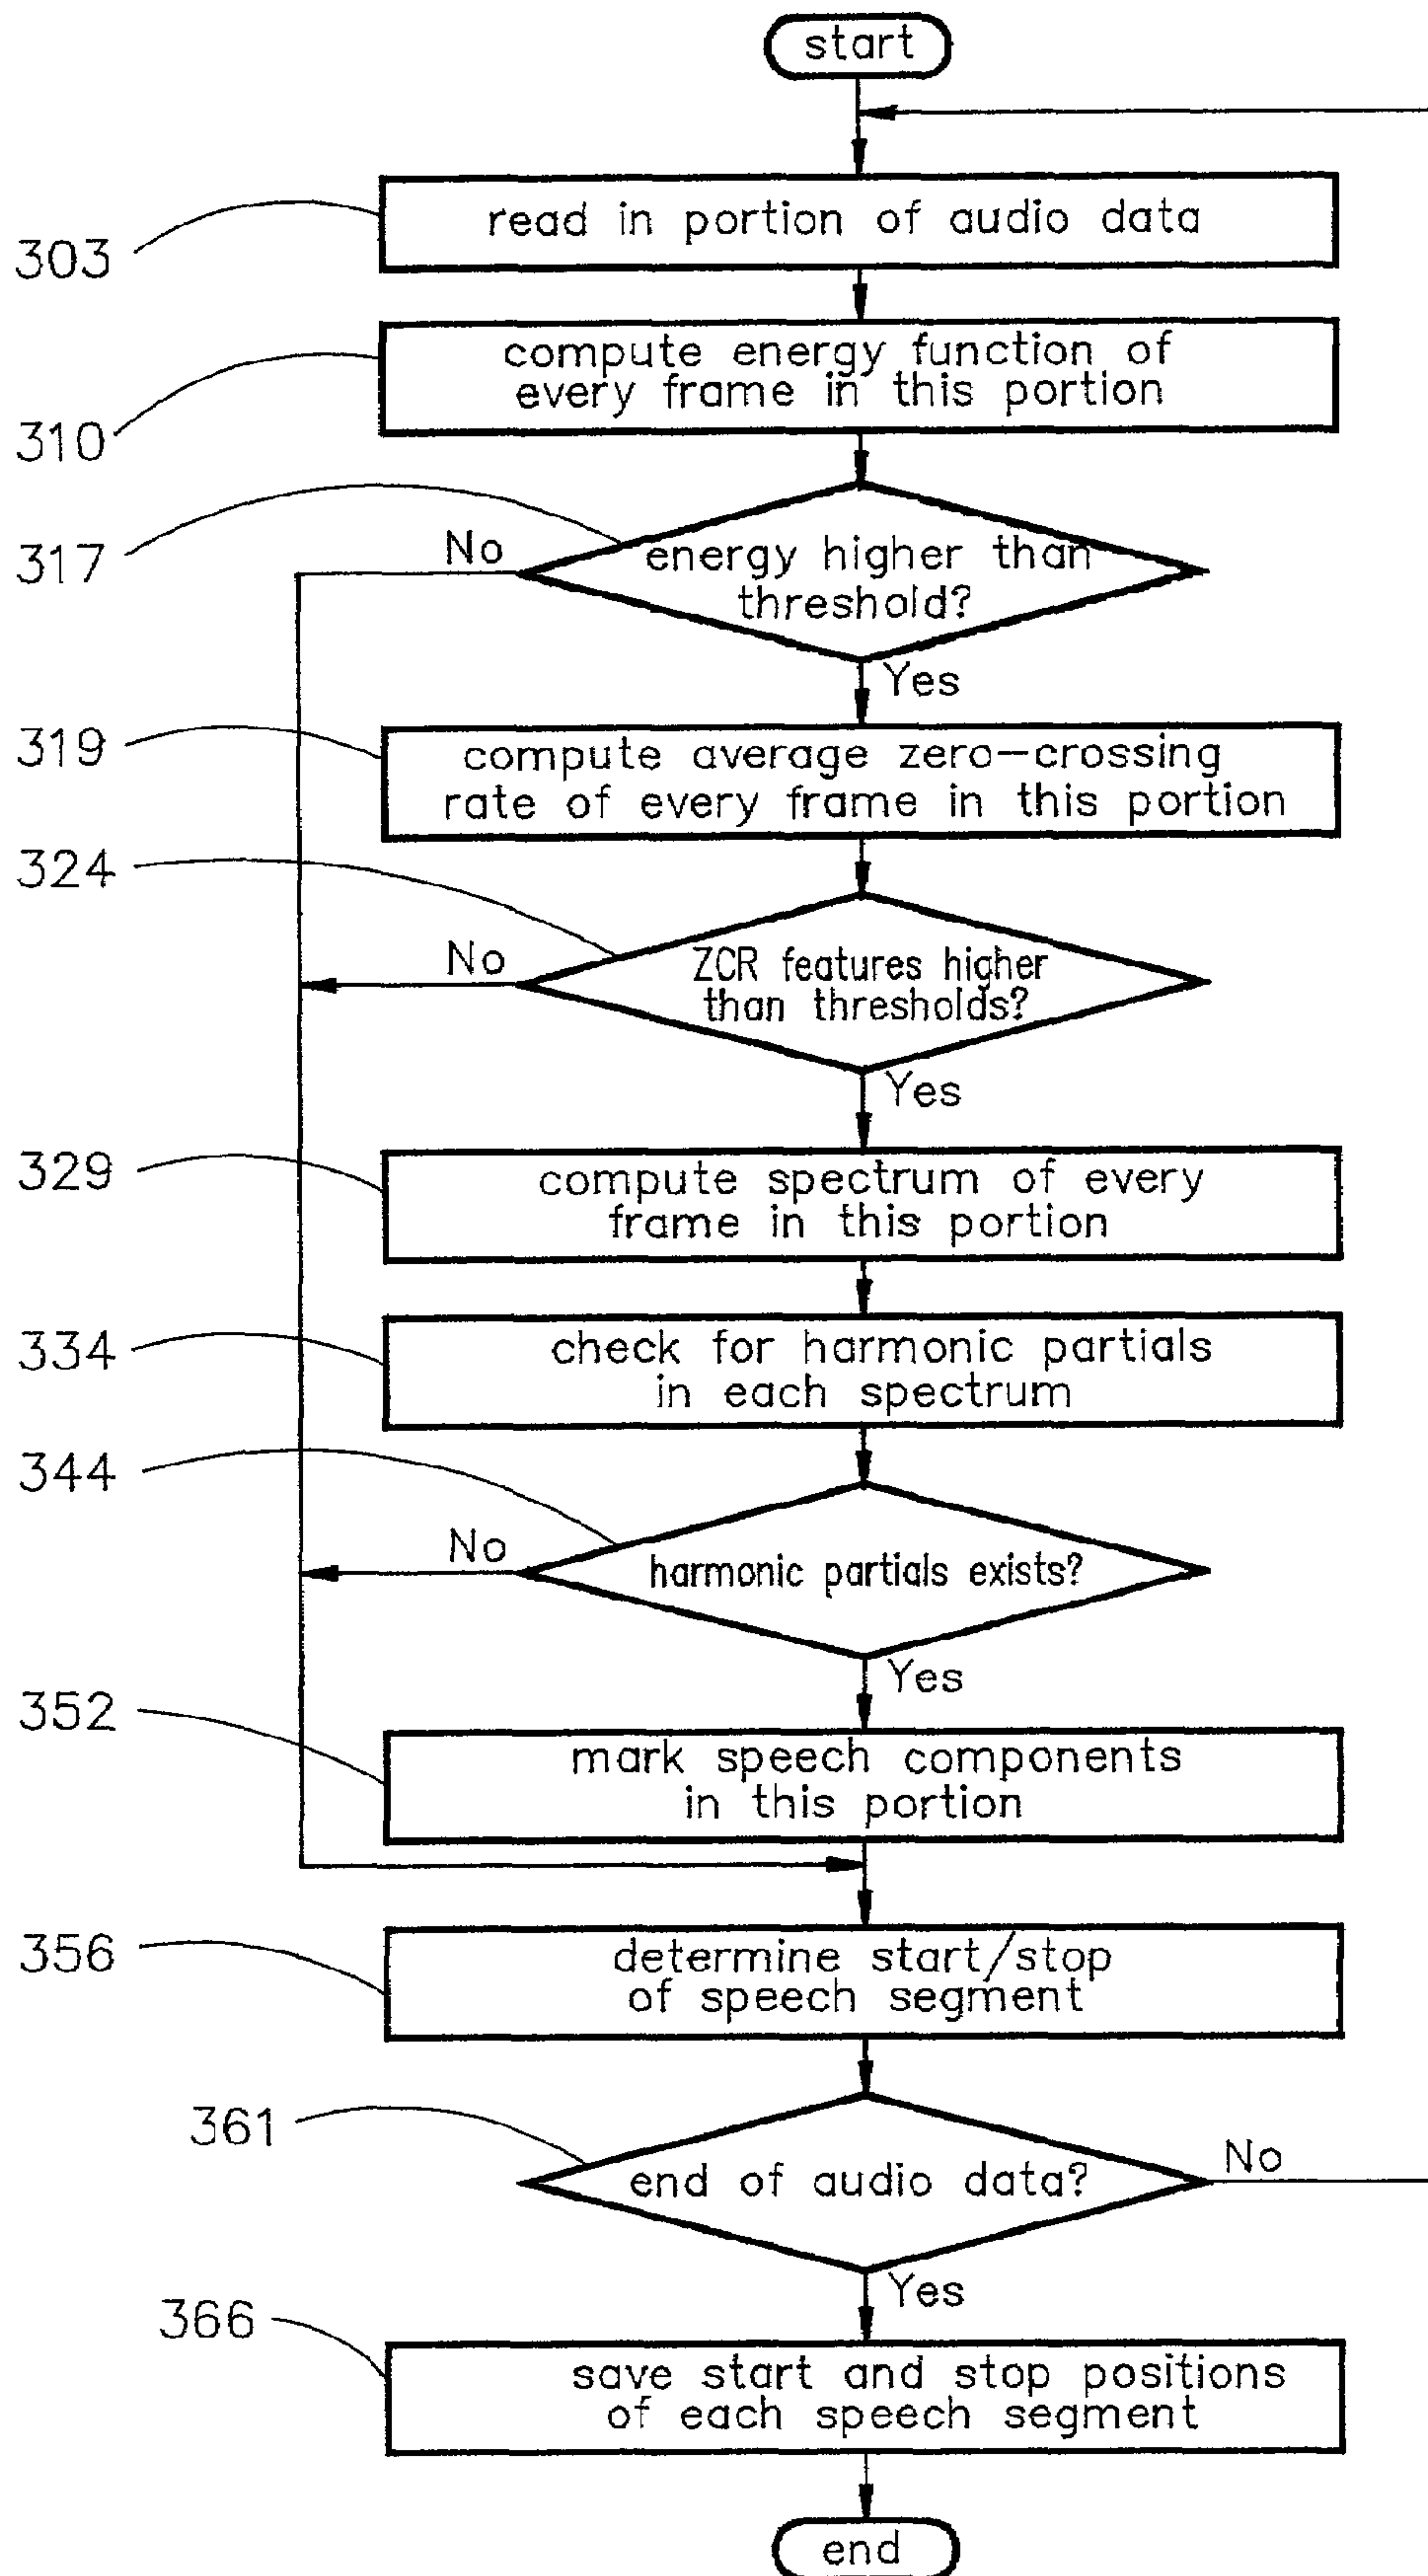 start
303
read in portion of audio data
310
compute energy function of
every frame in this portion
317
No
energy higher than
threshold?
Yes
319
compute average zero-crossing
rate of every frame in this portion
324
No
ZCR features higher
than thresholds?
Yes
329
compute spectrum of every
frame in this portion
334
check for harmonic partials
in each spectrum
344
No
harmonic partials exists?
Yes
352
mark speech components
in this portion
356
determine start/stop
of speech segment
361
end of audio data?
No
Yes
366
save start and stop positions
of each speech segment
end